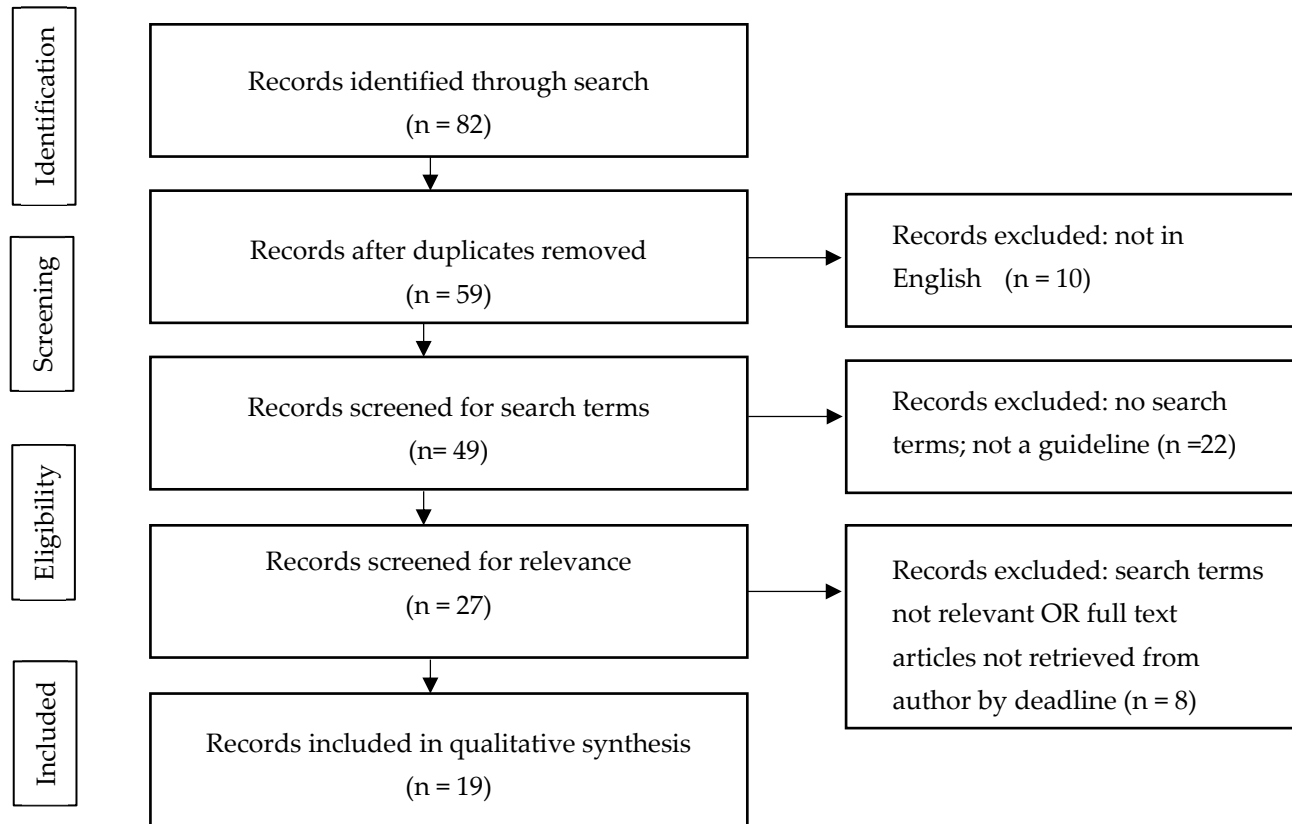 Identification
Records identified through search
(n = 82)
Records after duplicates removed
(n = 59)
Records excluded: not in
English (n = 10)
Screening
Records screened for search terms
(n= 49)
Records excluded: no search
terms; not a guideline (n =22)
Eligibility
Records screened for relevance
(n = 27)
Records excluded: search terms
not relevant OR full text
articles not retrieved from
author by deadline (n = 8)
Included
Records included in qualitative synthesis
(n = 19)